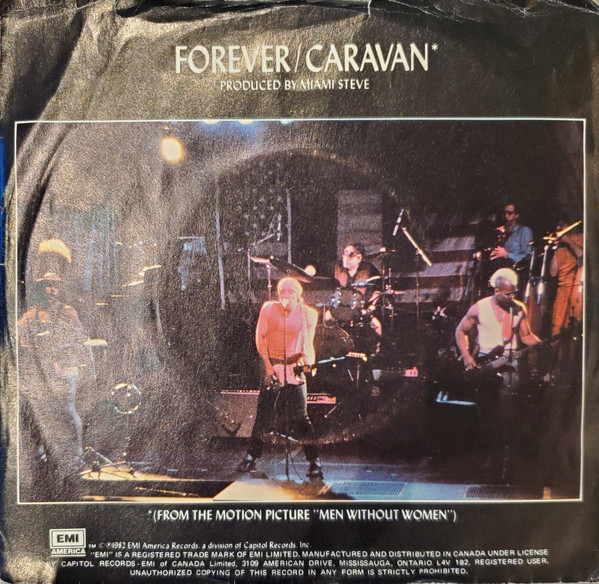 FOREVER/CARAVAN*
PRODUCED BY MIAMI STEVE
*(FROM THE MOTION PICTURE "MEN WITHOUT WOMEN")
EMI
AMERICA
™ © ℗1982 EMI America Records, a division of Capitol Records, Inc.
"EMI" IS A REGISTERED TRADE MARK OF EMI LIMITED. MANUFACTURED AND DISTRIBUTED IN CANADA UNDER LICENSE
Y CAPITOL RECORDS - EMI of CANADA Limited, 3109 AMERICAN DRIVE, MISSISSAUGA, ONTARIO L4V 1B2, REGISTERED USER.
UNAUTHORIZED COPYING OF THIS RECORD IN ANY FORM IS STRICTLY PROHIBITED.